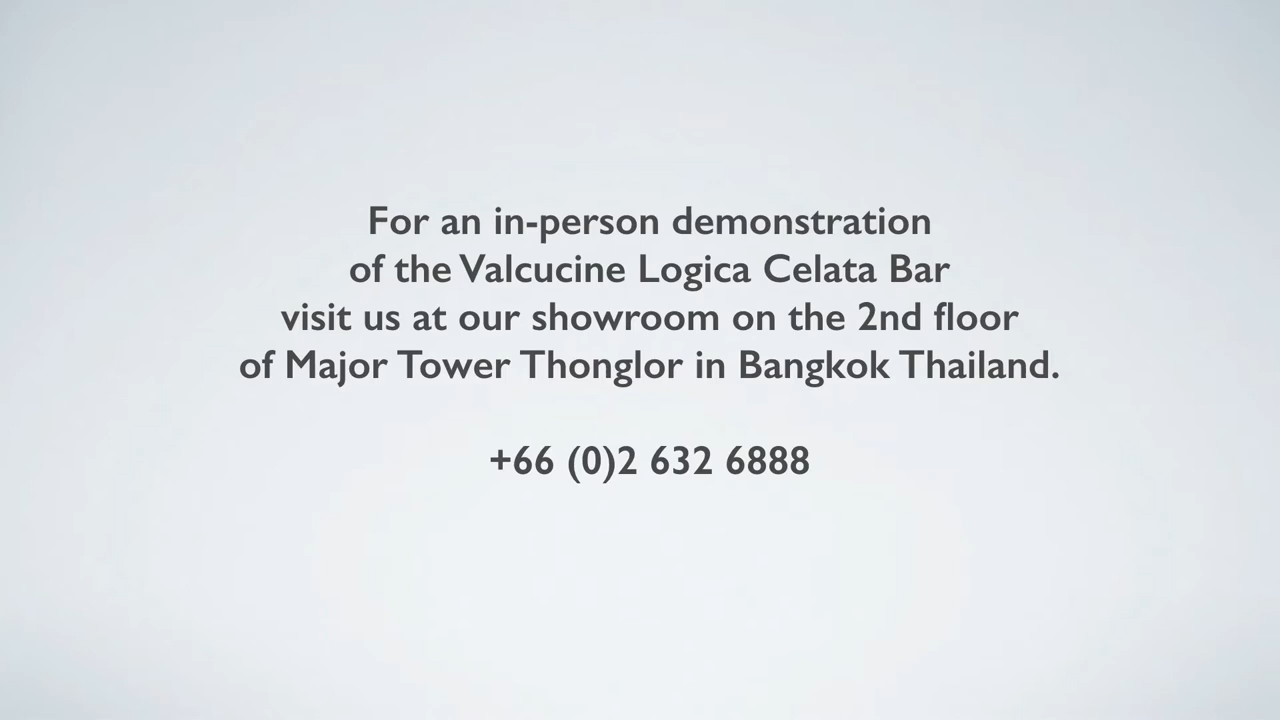 For an in-person demonstration
of the Valcucine Logica Celata Bar
visit us at our showroom on the 2nd floor
of Major Tower Thonglor in Bangkok Thailand.
+66 (0)2 632 6888